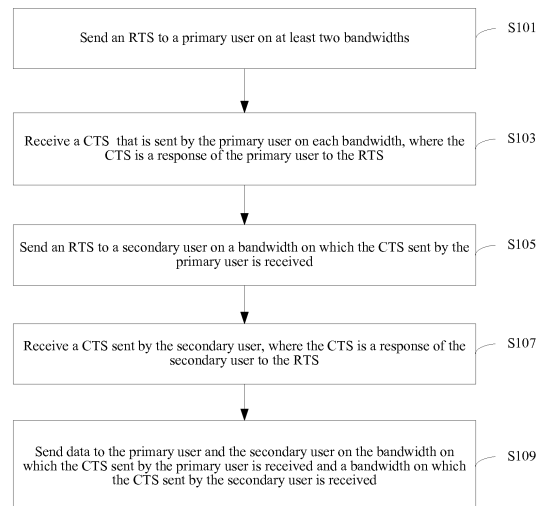 Send an RTS to a primary user on at least two bandwidths
S101
Receive a CTS that is sent by the primary user on each bandwidth, where the
CTS is a response of the primary user to the RTS
S103
Send an RTS to a secondary user on a bandwidth on which the CTS sent by the
primary user is received
S105
Receive a CTS sent by the secondary user, where the CTS is a response of the
secondary user to the RTS
S107
Send data to the primary user and the secondary user on the bandwidth on
which the CTS sent by the primary user is received and a bandwidth on which
the CTS sent by the secondary user is received
S109